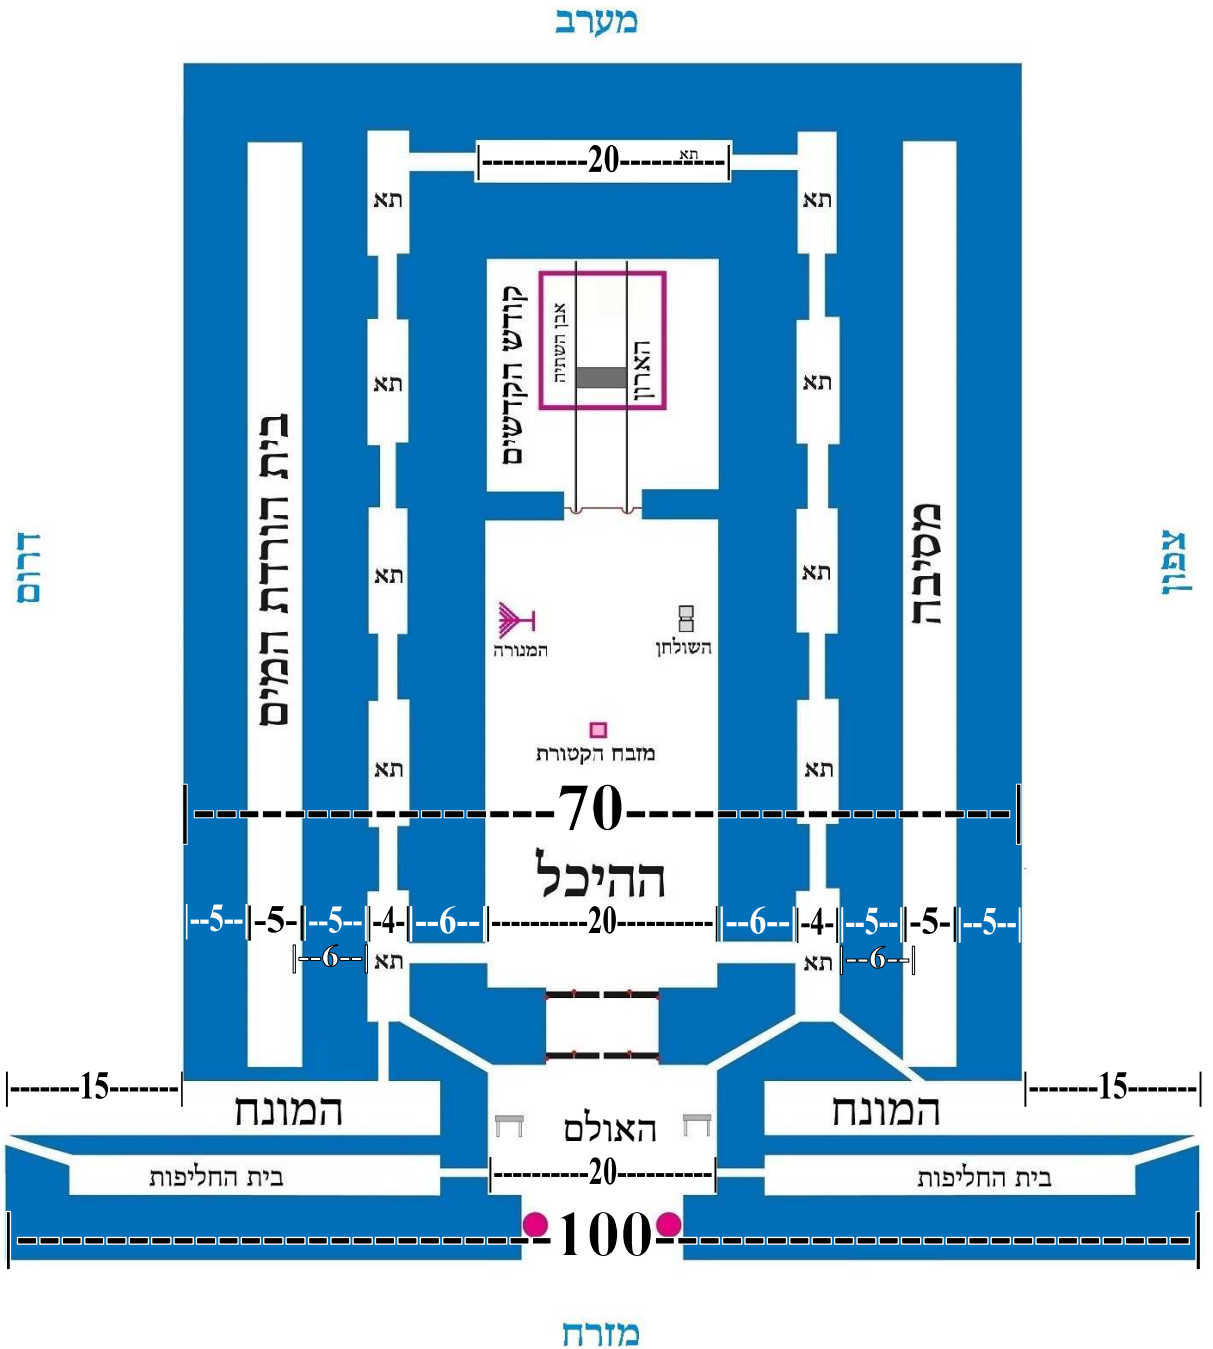 מערב
|----------20---תא----|
תא
תא
קודש הקדשים
אבן השתיה
הארון
תא
תא
בית הורדת המים
מסיבה
דרום
צפון
תא
תא
המנורה
השולחן
מזבח הקטורת
תא
תא
70
ההיכל
|--5--|-5-|--5--|-4-|--6--|----------20----------|--6--|-4-|--5--|-5-|--5--|
|--6--| תא תא |--6--|
|-------15-------| |-------15-------|
המונח
האולם
המונח
|----------20----------|
בית החליפות
בית החליפות
100
מזרח